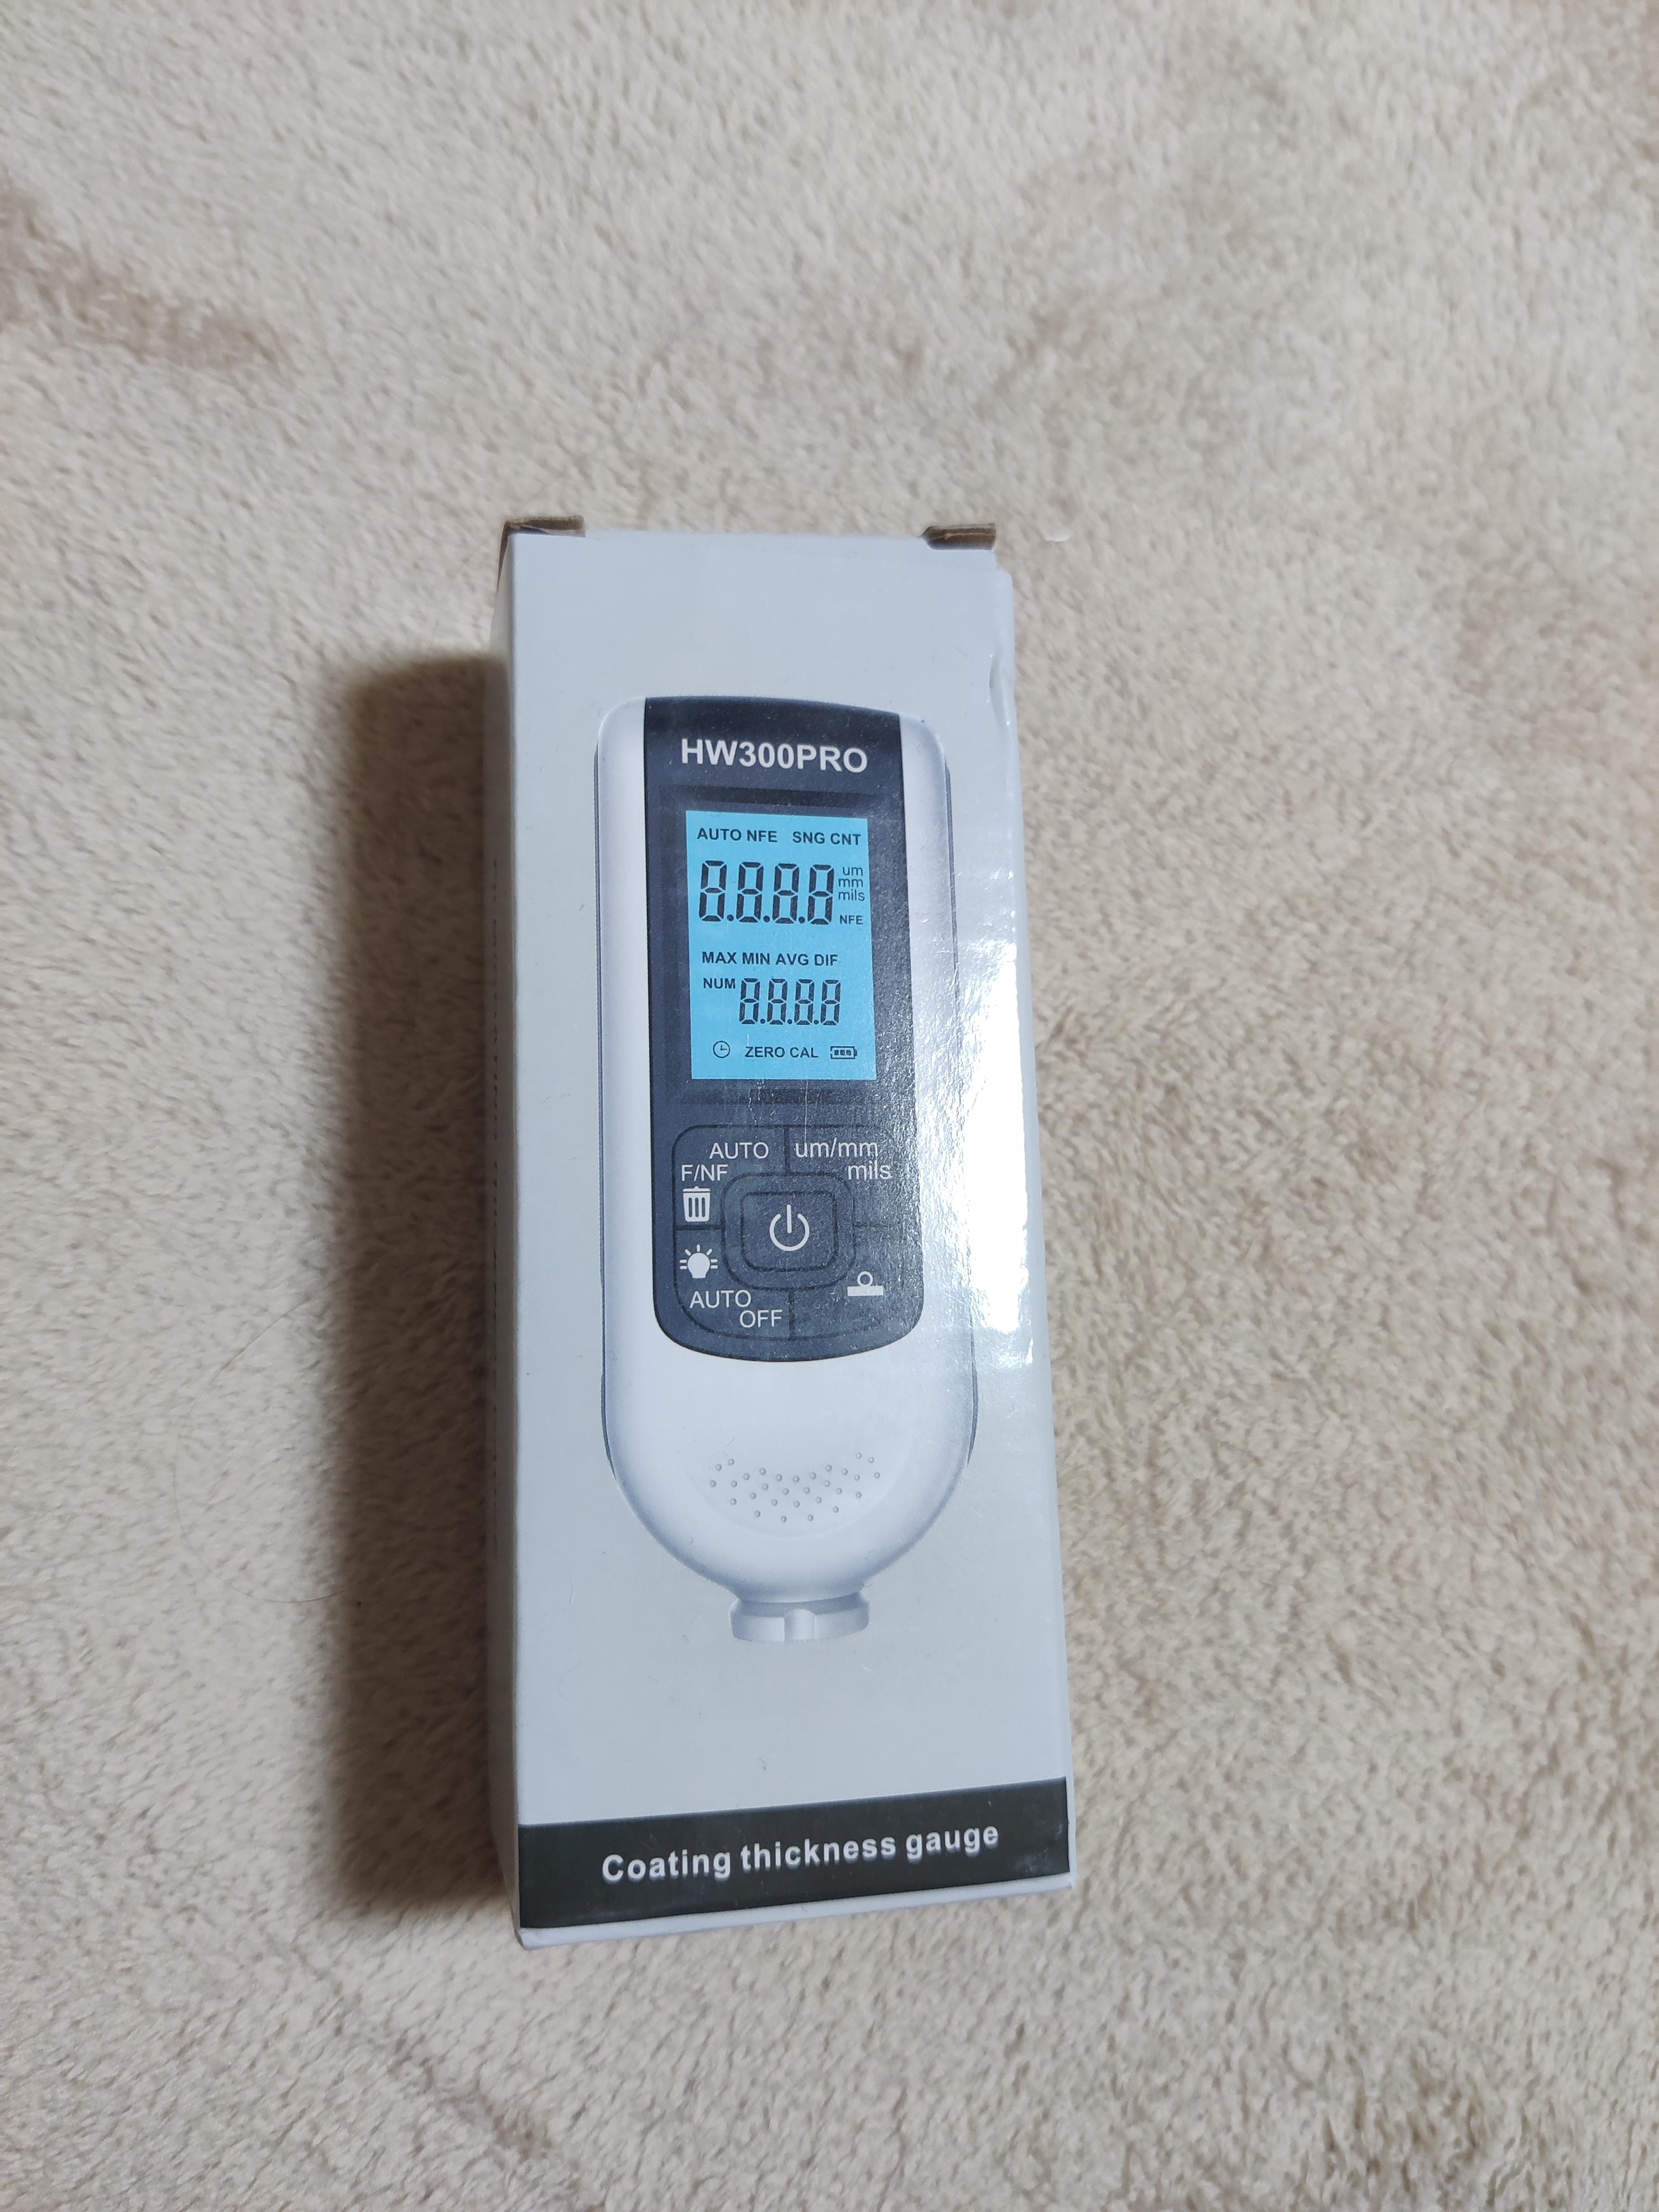 HW300PRO
AUTO NFE SNG CNT
8.8.8.8 um
mm
mils
NFE
MAX MIN AVG DIF
NUM 8.8.8.8
ZERO CAL
AUTO um/mm
F/NF mils
AUTO
OFF
Coating thickness gauge